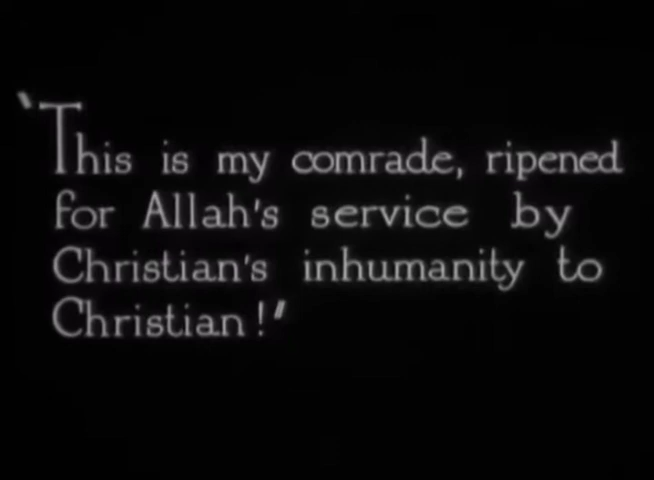 ‵This is my comrade, ripened
for Allah's service by
Christian's inhumanity to
Christian!″